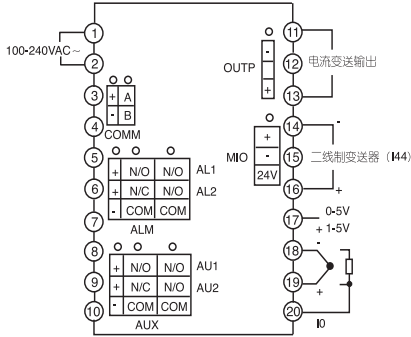 100-240VAC~
1
2
3
4
5
6
7
8
9
10
+ A
- B
COMM
+ N/O N/O AL1
+ N/C N/O AL2
- COM COM
ALM
+ N/O N/O AU1
+ N/C N/O AU2
- COM COM
AUX
OUTP
-
+
MIO
+
-
24V
11
12
13
14
15
16
17
18
19
20
电流变送输出
-
二线制变送器（I44）
+
0-5V
+ 1-5V
-
+
I0